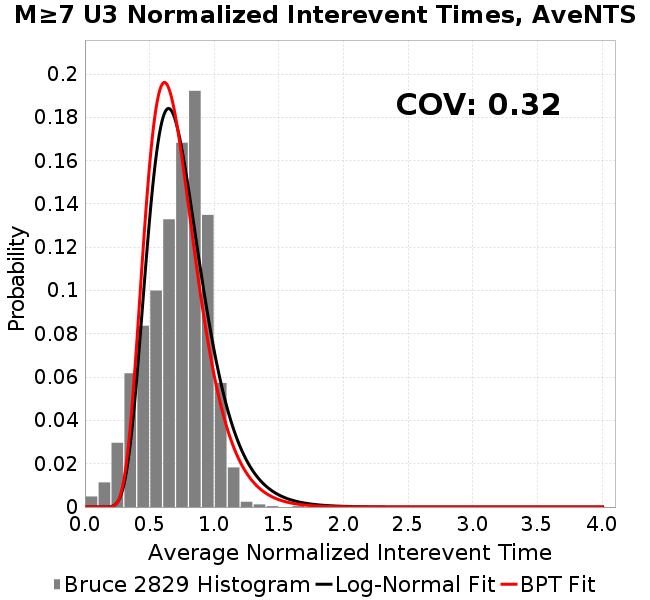 M≥7 U3 Normalized Interevent Times, AveNTS
COV: 0.32
Probability
0.2
0.18
0.16
0.14
0.12
0.1
0.08
0.06
0.04
0.02
0
0.0 0.5 1.0 1.5 2.0 2.5 3.0 3.5 4.0
Average Normalized Interevent Time
Bruce 2829 Histogram Log-Normal Fit BPT Fit